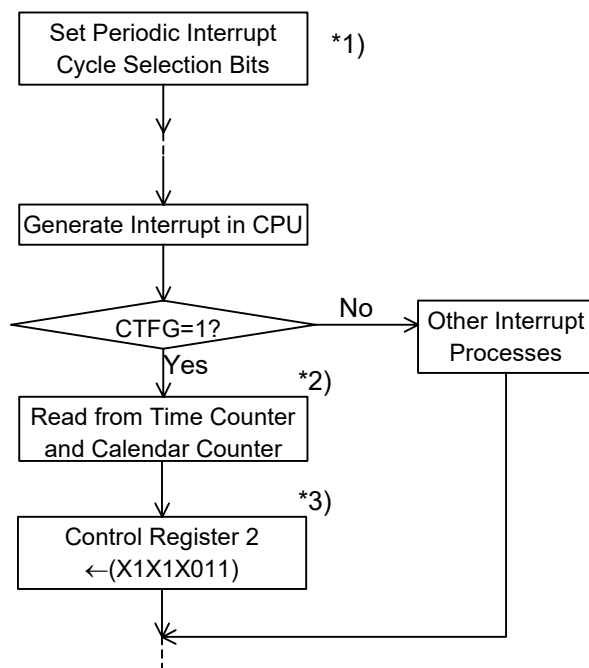 Set Periodic Interrupt
Cycle Selection Bits
*1)
Generate Interrupt in CPU
CTFG=1?
No
Other Interrupt
Processes
Yes
*2)
Read from Time Counter
and Calendar Counter
*3)
Control Register 2
←(X1X1X011)